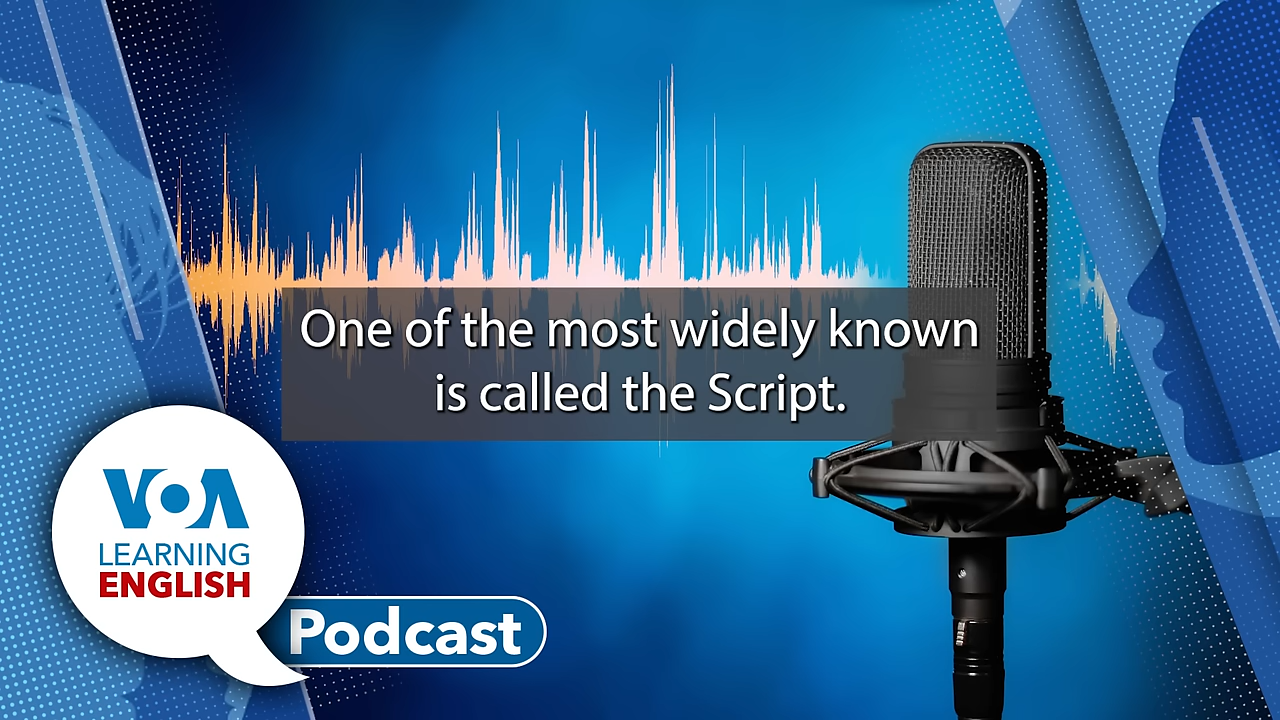 One of the most widely known
is called the Script.
VOA
LEARNING
ENGLISH
Podcast